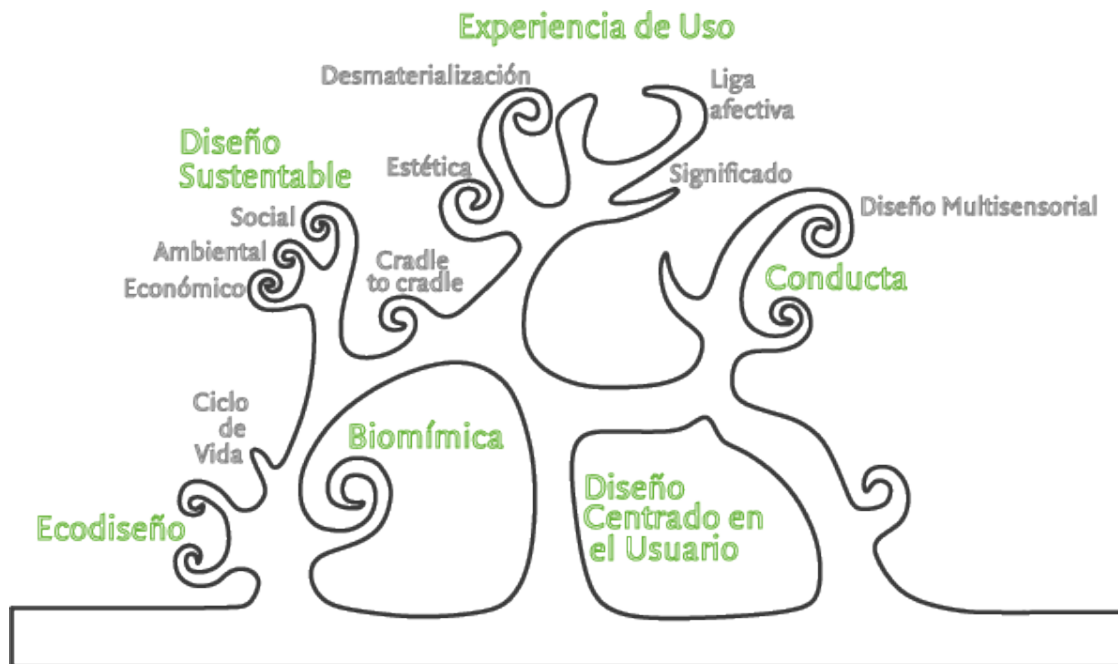 Experiencia de Uso
Desmaterialización
Liga
afectiva
Diseño
Sustentable
Estética
Significado
Social
Diseño Multisensorial
Ambiental
Económico
Cradle
to cradle
Conducta
Ciclo
de
Vida
Biomímica
Ecodiseño
Diseño
Centrado en
el Usuario